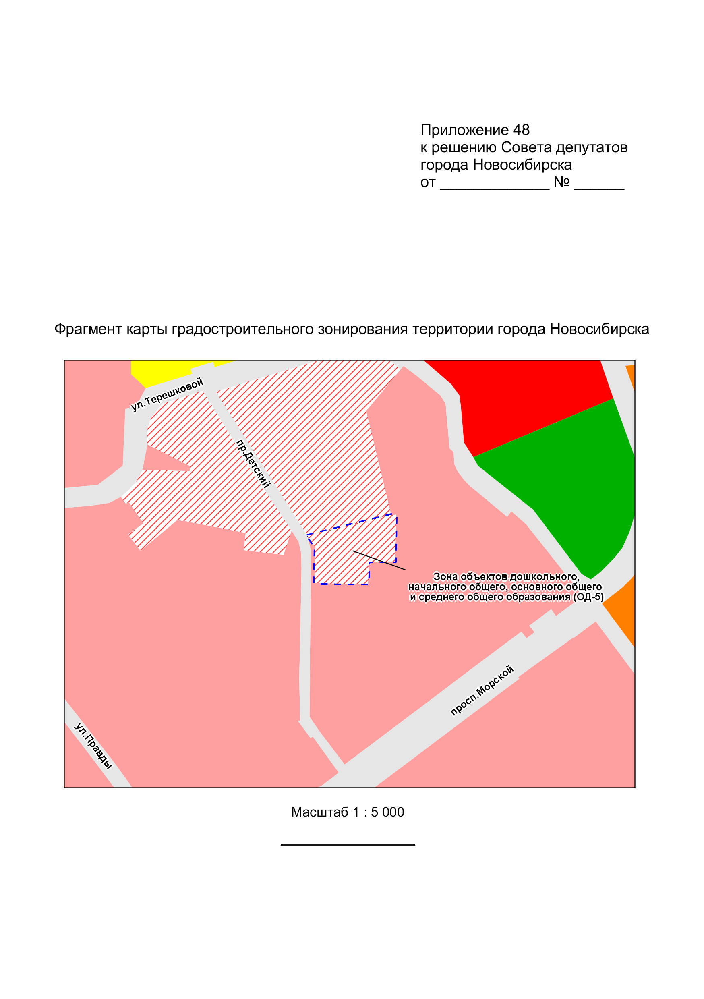 Приложение 48
к решению Совета депутатов
города Новосибирска
от _____________ № ______
Фрагмент карты градостроительного зонирования территории города Новосибирска
ул.Терешковой
пр.Детский
Зона объектов дошкольного,
начального общего, основного общего
и среднего общего образования (ОД-5)
просп.Морской
ул.Правды
Масштаб 1 : 5 000